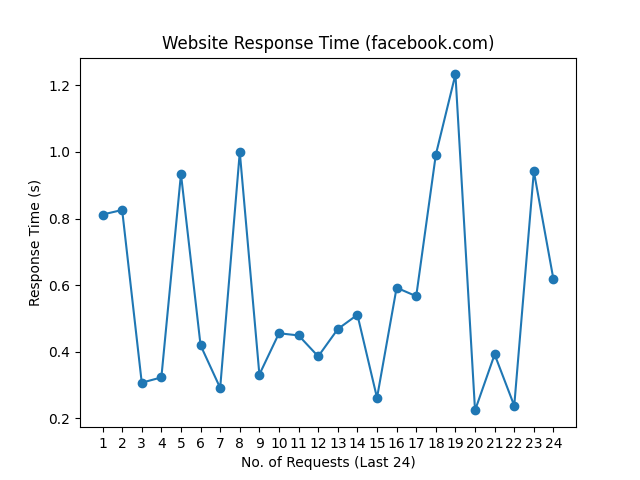 Website Response Time (facebook.com)
Response Time (s)
1.2
1.0
0.8
0.6
0.4
0.2
1 2 3 4 5 6 7 8 9 10 11 12 13 14 15 16 17 18 19 20 21 22 23 24
No. of Requests (Last 24)